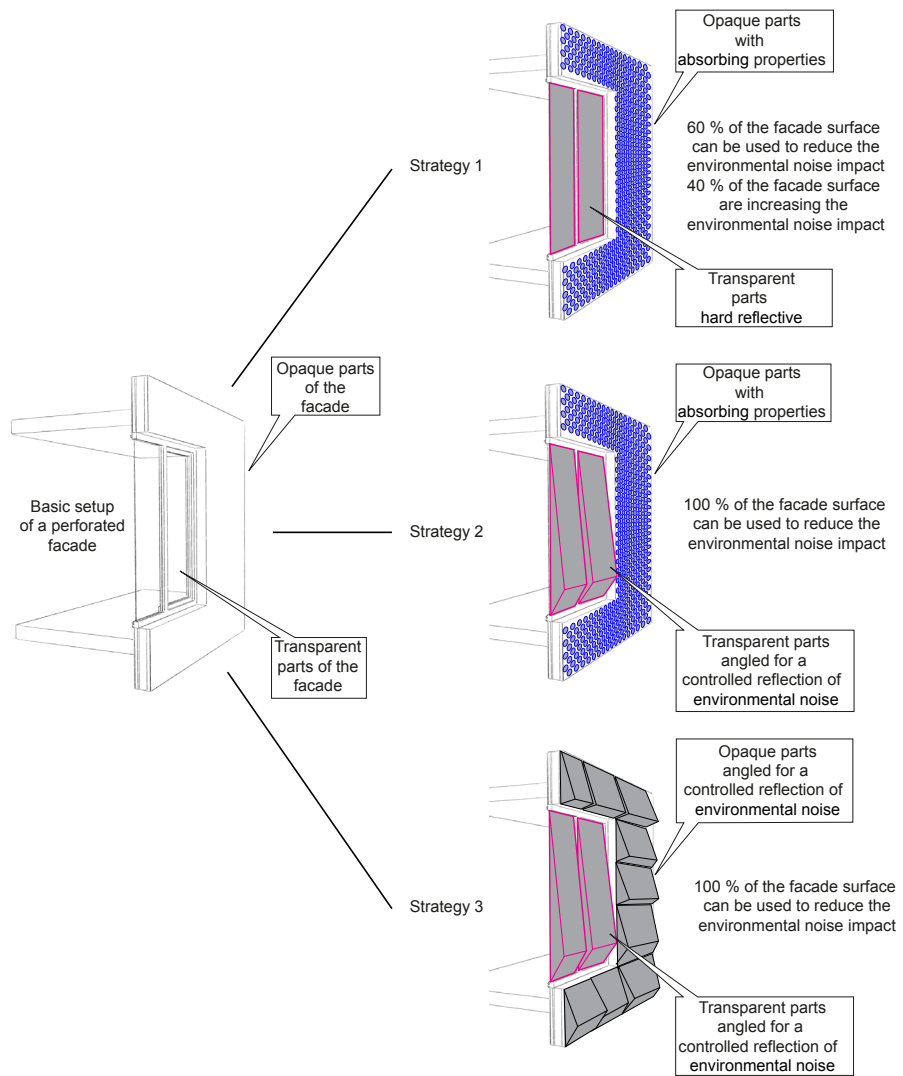 Opaque parts
with
absorbing properties
60 % of the facade surface
can be used to reduce the
environmental noise impact
40 % of the facade surface
are increasing the
environmental noise impact
Strategy 1
Transparent
parts
hard reflective
Opaque parts
of the
facade
Basic setup
of a perforated
facade
Transparent
parts of the
facade
Opaque parts
with
absorbing properties
Strategy 2
100 % of the facade surface
can be used to reduce the
environmental noise impact
Transparent parts
angled for a
controlled reflection of
environmental noise
Opaque parts
angled for a
controlled reflection of
environmental noise
Strategy 3
100 % of the facade surface
can be used to reduce the
environmental noise impact
Transparent parts
angled for a
controlled reflection of
environmental noise